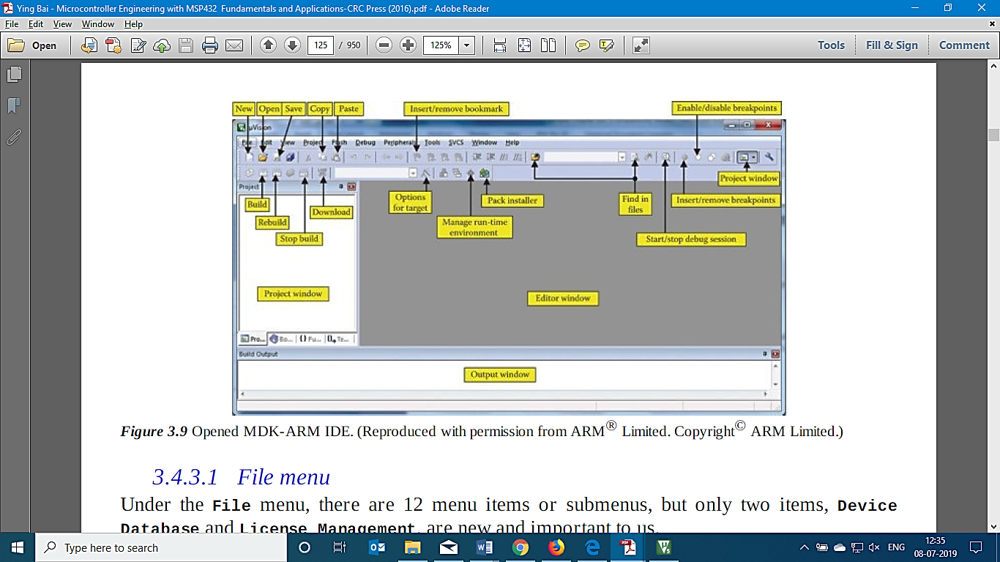 Ying Bai - Microcontroller Engineering with MSP432 Fundamentals and Applications-CRC Press (2016).pdf - Adobe Reader
File Edit View Window Help
Open 125 / 950 125% Tools Fill & Sign Comment
New Open Save Copy Paste Insert/remove bookmark Enable/disable breakpoints
µVision
File Edit View Project Flash Debug Peripherals Tools SVCS Window Help
Project window
Project
Build Options for target Pack installer Find in files Insert/remove breakpoints
Rebuild Download Manage run-time environment
Stop build Start/stop debug session
Project window Editor window
Pro... Bo... {} Fu... Te...
Build Output
Output window
Figure 3.9 Opened MDK-ARM IDE. (Reproduced with permission from ARM® Limited. Copyright© ARM Limited.)
3.4.3.1 File menu
Under the File menu, there are 12 menu items or submenus, but only two items, Device
Database and License Management, are new and important to us.
Type here to search ENG 12:35
08-07-2019